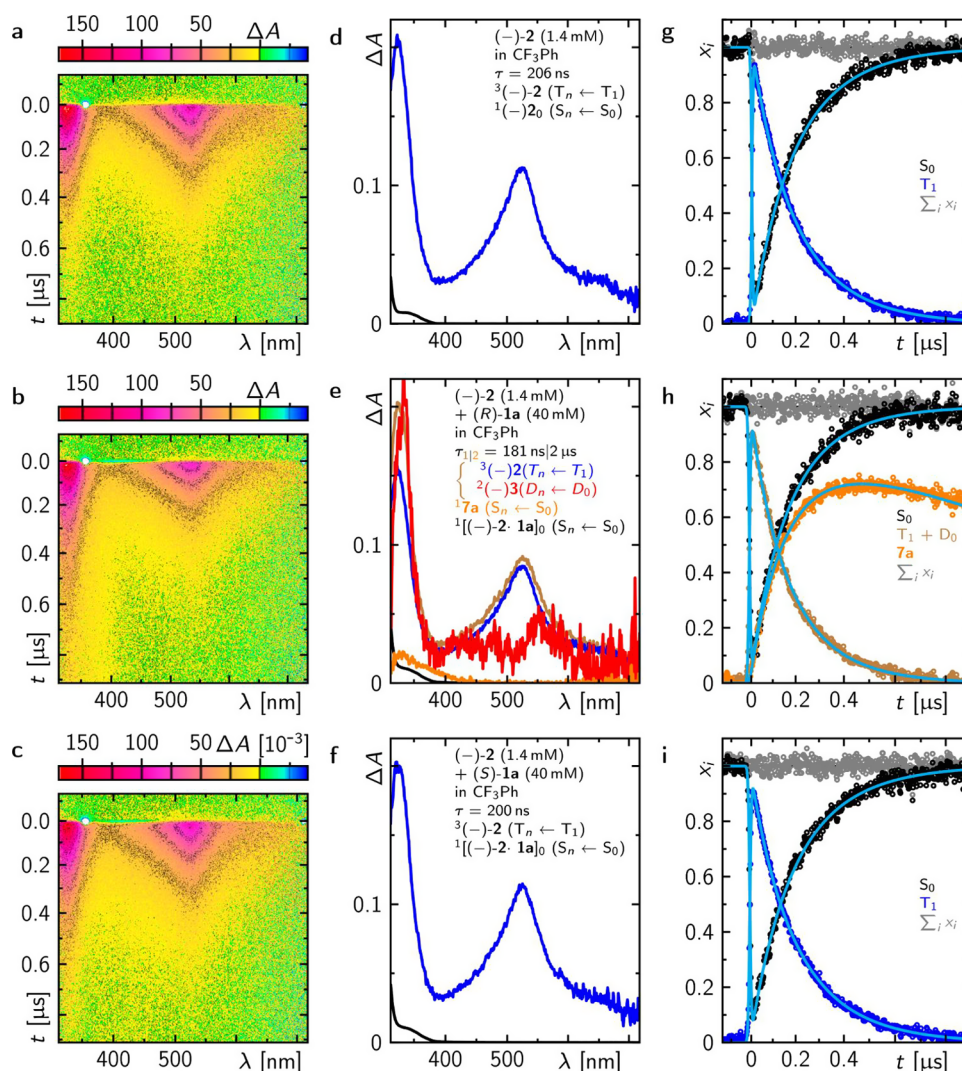 a
150 100 50 ΔA
0.0
0.2
0.4
0.6
t [μs]
400 500 λ [nm]
d
ΔA
0.1
0
(−)-2 (1.4 mM)
in CF3Ph
τ = 206 ns
³(−)-2 (Tn ← T1)
¹(−)2₀ (Sn ← S0)
400 500 λ [nm]
g
xi
0.8
0.6
0.4
0.2
0
S0
T1
∑i xi
0 0.2 0.4 t [μs]
b
150 100 50 ΔA
0.0
0.2
0.4
0.6
t [μs]
400 500 λ [nm]
e
ΔA
0.1
0
(−)-2 (1.4 mM)
+ (R)-1a (40 mM)
in CF3Ph
τ1|2 = 181 ns|2 μs
³(−)2(Tn ← T1)
²(−)3(Dn ← D0)
¹7a (Sn ← S0)
¹[(−)-2· 1a]₀ (Sn ← S0)
400 500 λ [nm]
h
xi
0.8
0.6
0.4
0.2
0
S0
T1 + D0
7a
∑i xi
0 0.2 0.4 t [μs]
c
150 100 50 ΔA [10⁻³]
0.0
0.2
0.4
0.6
t [μs]
400 500 λ [nm]
f
ΔA
0.1
0
(−)-2 (1.4 mM)
+ (S)-1a (40 mM)
in CF3Ph
τ = 200 ns
³(−)-2 (Tn ← T1)
¹[(−)-2· 1a]₀ (Sn ← S0)
400 500 λ [nm]
i
xi
0.8
0.6
0.4
0.2
0
S0
T1
∑i xi
0 0.2 0.4 t [μs]